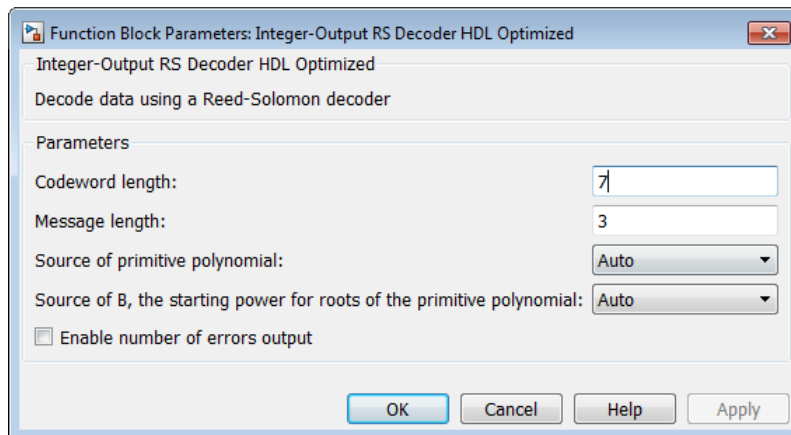 Function Block Parameters: Integer-Output RS Decoder HDL Optimized
Integer-Output RS Decoder HDL Optimized
Decode data using a Reed-Solomon decoder
Parameters
Codeword length: 7
Message length: 3
Source of primitive polynomial: Auto
Source of B, the starting power for roots of the primitive polynomial: Auto
Enable number of errors output
OK Cancel Help Apply